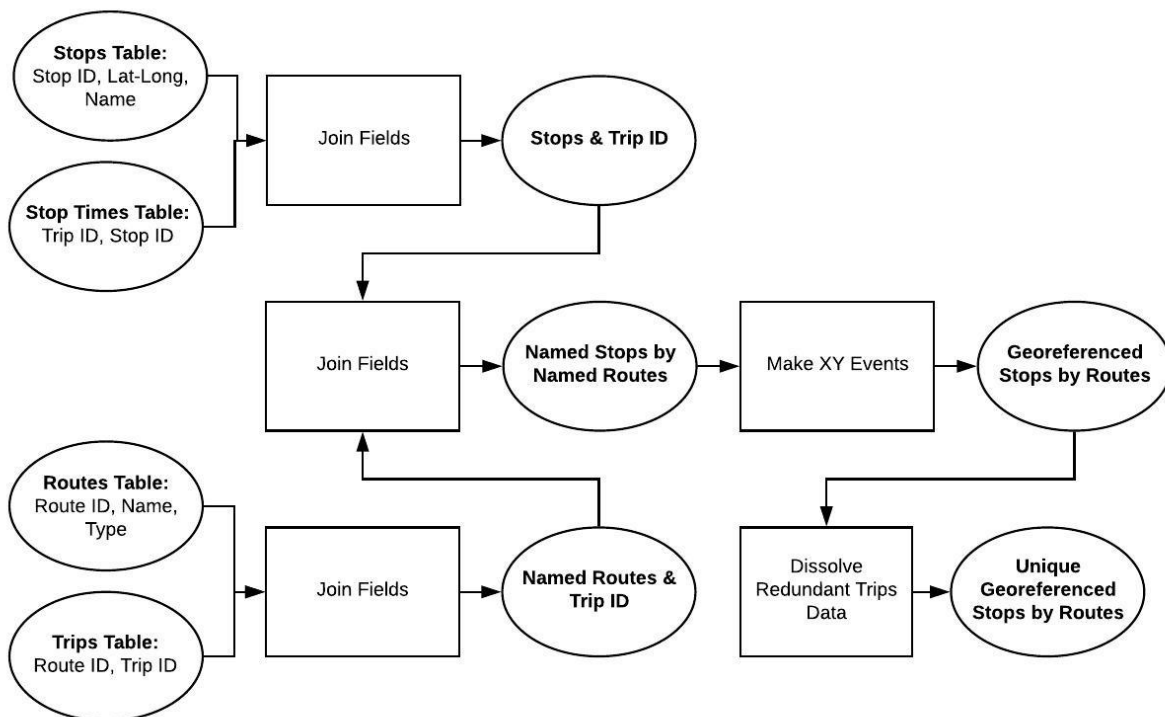 Stops Table:
Stop ID, Lat-Long,
Name
Join Fields
Stops & Trip ID
Stop Times Table:
Trip ID, Stop ID
Join Fields
Named Stops by
Named Routes
Make XY Events
Georeferenced
Stops by Routes
Routes Table:
Route ID, Name,
Type
Join Fields
Named Routes &
Trip ID
Dissolve
Redundant Trips
Data
Unique
Georeferenced
Stops by Routes
Trips Table:
Route ID, Trip ID